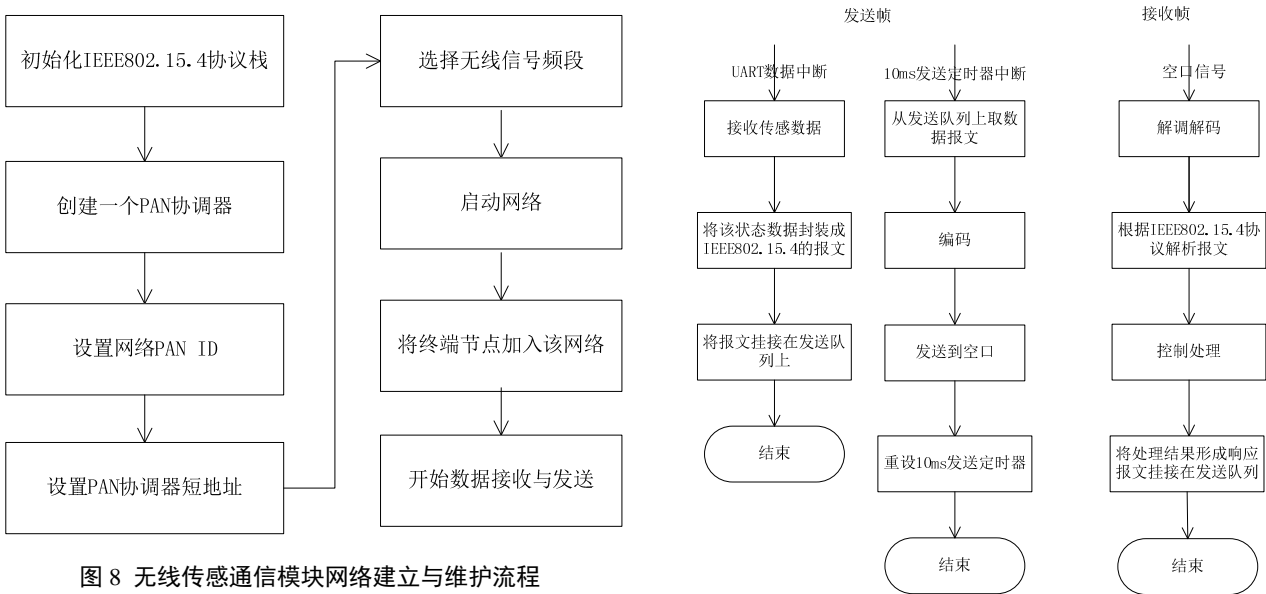 初始化IEEE802.15.4协议栈
创建一个PAN协调器
设置网络PAN ID
设置PAN协调器短地址
选择无线信号频段
启动网络
将终端节点加入该网络
开始数据接收与发送
图 8 无线传感通信模块网络建立与维护流程
发送帧
UART数据中断
接收传感数据
将该状态数据封装成
IEEE802.15.4的报文
将报文挂接在发送队
列上
结束
10ms发送定时器中断
从发送队列上取数
据报文
编码
发送到空口
重设10ms发送定时器
结束
接收帧
空口信号
解调解码
根据IEEE802.15.4协
议解析报文
控制处理
将处理结果形成响应
报文挂接在发送队列
结束